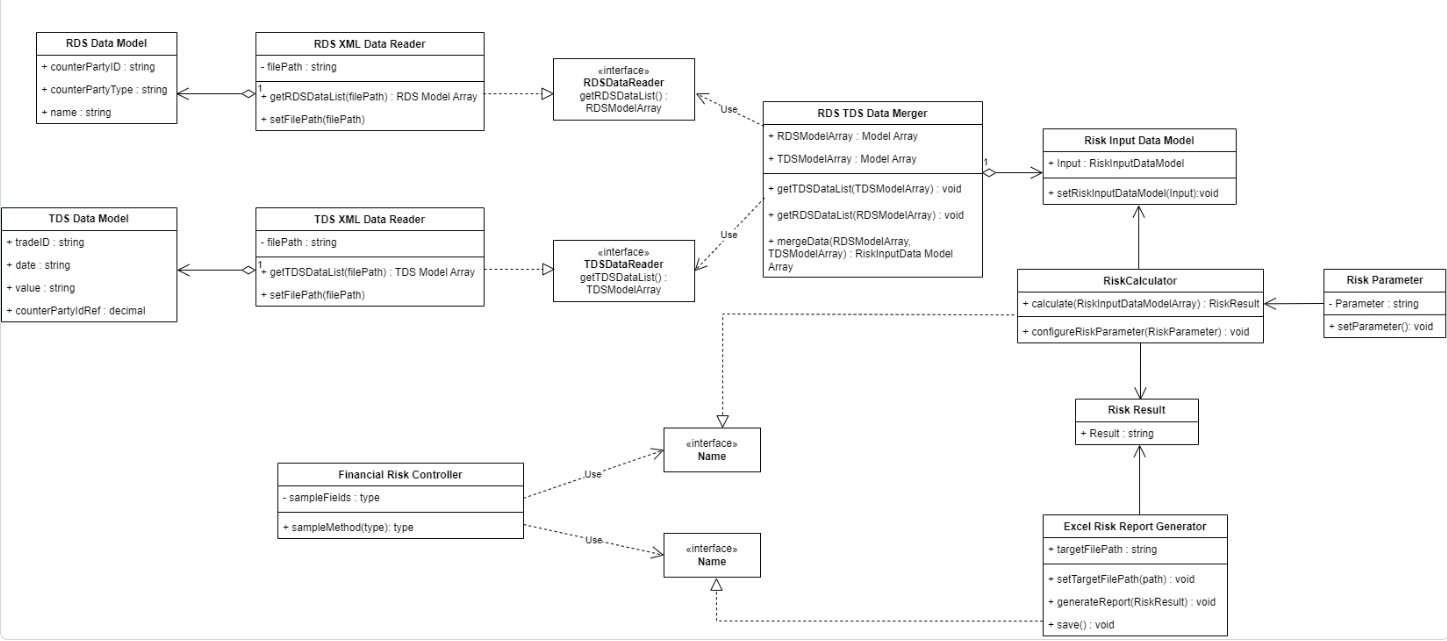 RDS Data Model
+ counterPartyID : string
+ counterPartyType : string
+ name : string
RDS XML Data Reader
- filePath : string
1
+ getRDSDataList(filePath) : RDS Model Array
+ setFilePath(filePath)
«interface»
RDSDataReader
getRDSDataList() :
RDSModelArray
Use
RDS TDS Data Merger
+ RDSModelArray : Model Array
+ TDSModelArray : Model Array
+ getTDSDataList(TDSModelArray) : void
+ getRDSDataList(RDSModelArray) : void
+ mergeData(RDSModelArray,
TDSModelArray) : RiskInputData Model
Array
1
Risk Input Data Model
+ Input : RiskInputDataModel
+ setRiskInputDataModel(Input):void
TDS Data Model
+ tradeID : string
+ date : string
+ value : string
+ counterPartyIdRef : decimal
TDS XML Data Reader
- filePath : string
1
+ getTDSDataList(filePath) : TDS Model Array
+ setFilePath(filePath)
«interface»
TDSDataReader
getTDSDataList() :
TDSModelArray
Use
RiskCalculator
+ calculate(RiskInputDataModelArray) : RiskResult
+ configureRiskParameter(RiskParameter) : void
Risk Parameter
- Parameter : string
+ setParameter(): void
Risk Result
+ Result : string
«interface»
Name
Financial Risk Controller
- sampleFields : type
+ sampleMethod(type): type
Use
Use
«interface»
Name
Excel Risk Report Generator
+ targetFilePath : string
+ setTargetFilePath(path) : void
+ generateReport(RiskResult) : void
+ save() : void